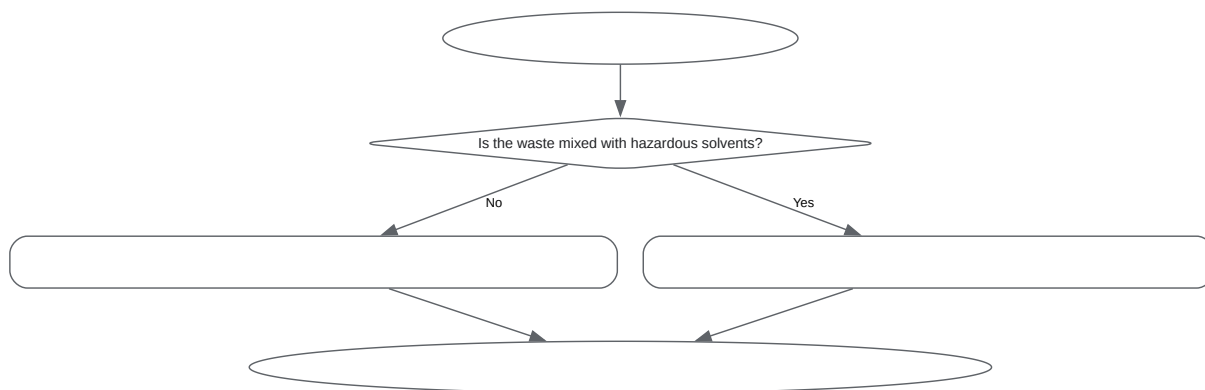 Is the waste mixed with hazardous solvents?
No
Yes